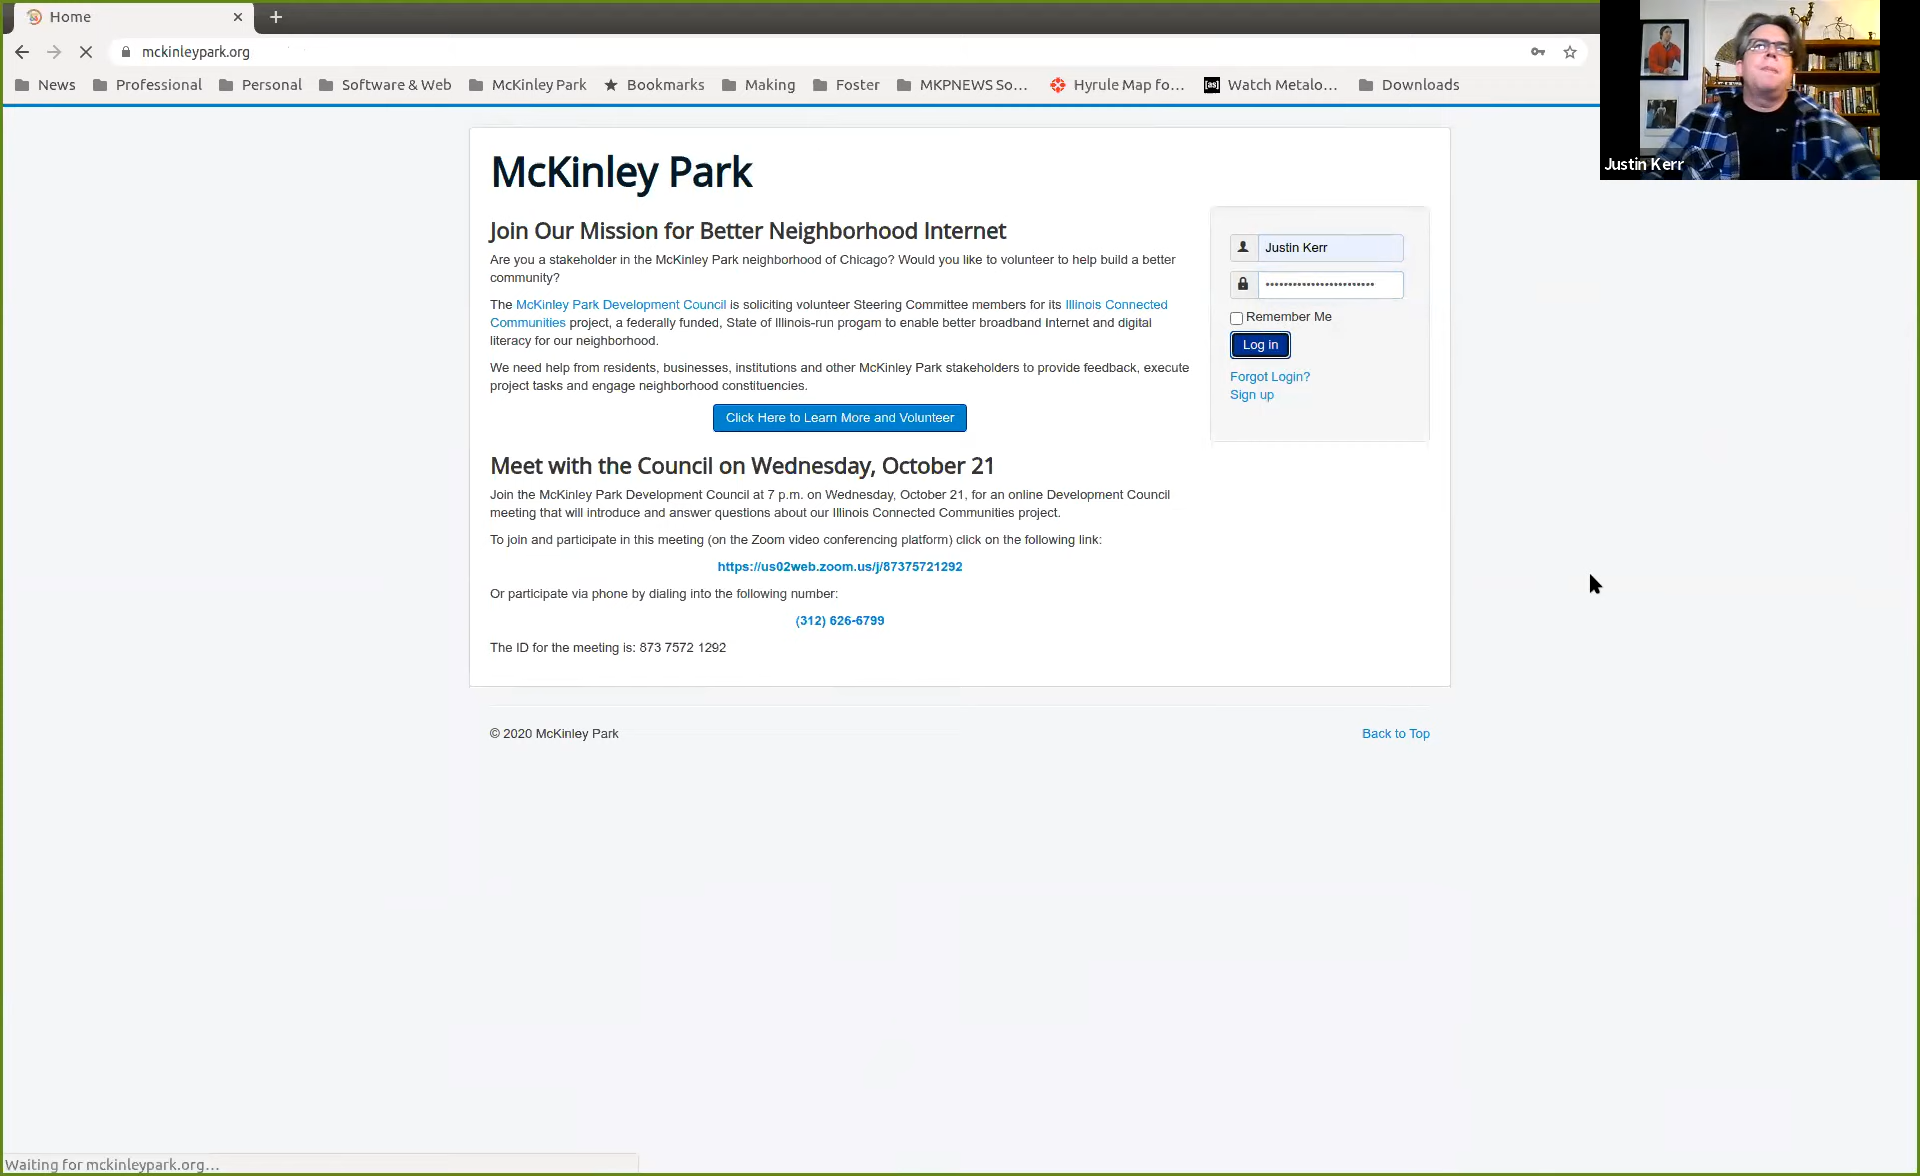 Home
mckinleypark.org
News Professional Personal Software & Web McKinley Park Bookmarks Making Foster MKPNEWS So... Hyrule Map fo... [as] Watch Metalo... Downloads
Justin Kerr
McKinley Park
Join Our Mission for Better Neighborhood Internet
Are you a stakeholder in the McKinley Park neighborhood of Chicago? Would you like to volunteer to help build a better
community?
The McKinley Park Development Council is soliciting volunteer Steering Committee members for its Illinois Connected
Communities project, a federally funded, State of Illinois-run progam to enable better broadband Internet and digital
literacy for our neighborhood.
We need help from residents, businesses, institutions and other McKinley Park stakeholders to provide feedback, execute
project tasks and engage neighborhood constituencies.
Click Here to Learn More and Volunteer
Meet with the Council on Wednesday, October 21
Join the McKinley Park Development Council at 7 p.m. on Wednesday, October 21, for an online Development Council
meeting that will introduce and answer questions about our Illinois Connected Communities project.
To join and participate in this meeting (on the Zoom video conferencing platform) click on the following link:
https://us02web.zoom.us/j/87375721292
Or participate via phone by dialing into the following number:
(312) 626-6799
The ID for the meeting is: 873 7572 1292
Justin Kerr
Remember Me
Log in
Forgot Login?
Sign up
© 2020 McKinley Park
Back to Top
Waiting for mckinleypark.org...